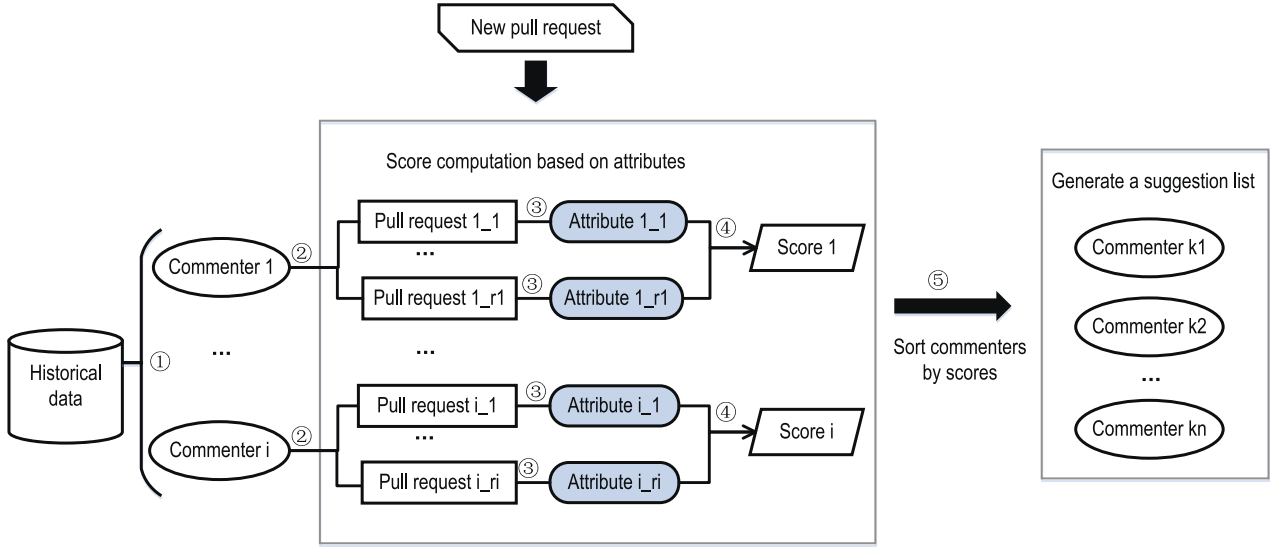 New pull request
Score computation based on attributes
Generate a suggestion list
Pull request 1_1
③
Attribute 1_1
④
Score 1
Commenter 1
②
...
Pull request 1_r1
③
Attribute 1_r1
Commenter k1
⑤
Commenter k2
Sort commenters
by scores
...
...
①
Historical
data
...
Commenter kn
Pull request i_1
③
Attribute i_1
④
Score i
Commenter i
②
...
Pull request i_ri
③
Attribute i_ri